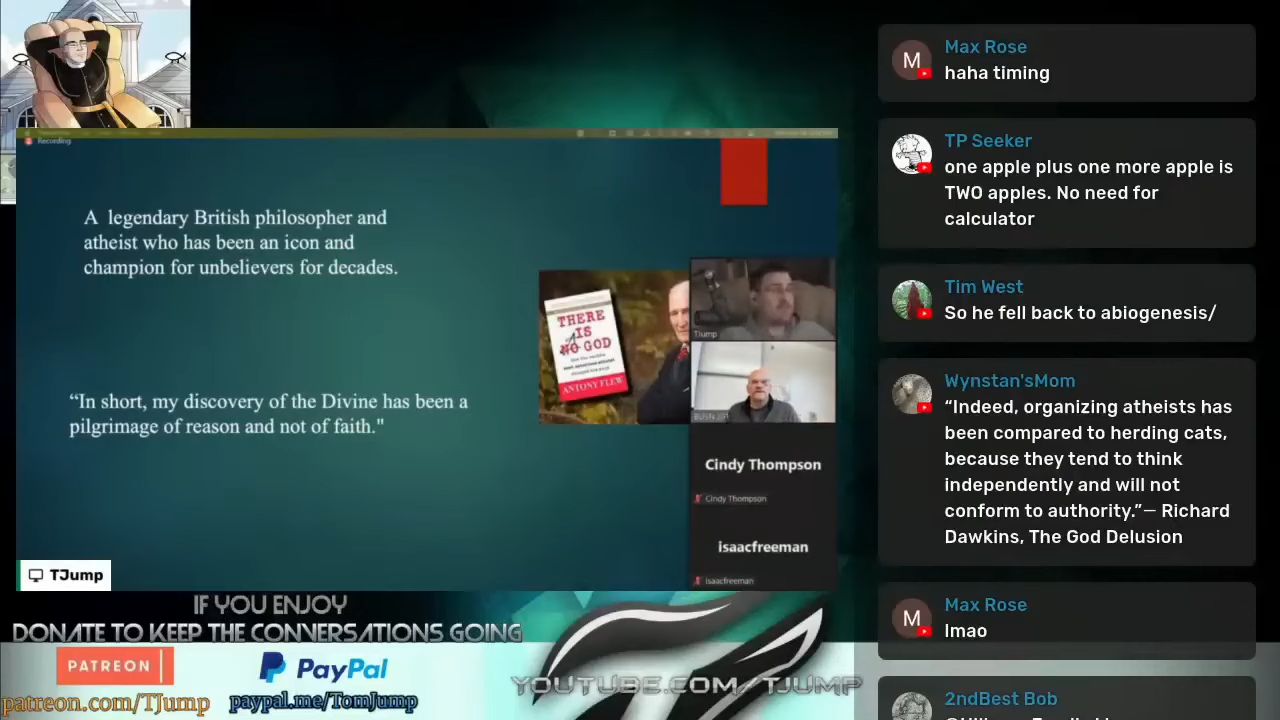 Recording
A legendary British philosopher and
atheist who has been an icon and
champion for unbelievers for decades.
“In short, my discovery of the Divine has been a
pilgrimage of reason and not of faith."
THERE
IS
NO GOD
ANTONY FLEW
TJump
Cindy Thompson
Cindy Thompson
isaacfreeman
isaacfreeman
TJump
IF YOU ENJOY
DONATE TO KEEP THE CONVERSATIONS GOING
PATREON
PayPal
patreon.com/TJump
paypal.me/TomJump
YOUTUBE.COM/TJUMP
M
Max Rose
haha timing
TP Seeker
one apple plus one more apple is
TWO apples. No need for
calculator
Tim West
So he fell back to abiogenesis/
Wynstan'sMom
“Indeed, organizing atheists has
been compared to herding cats,
because they tend to think
independently and will not
conform to authority.”— Richard
Dawkins, The God Delusion
M
Max Rose
lmao
2ndBest Bob